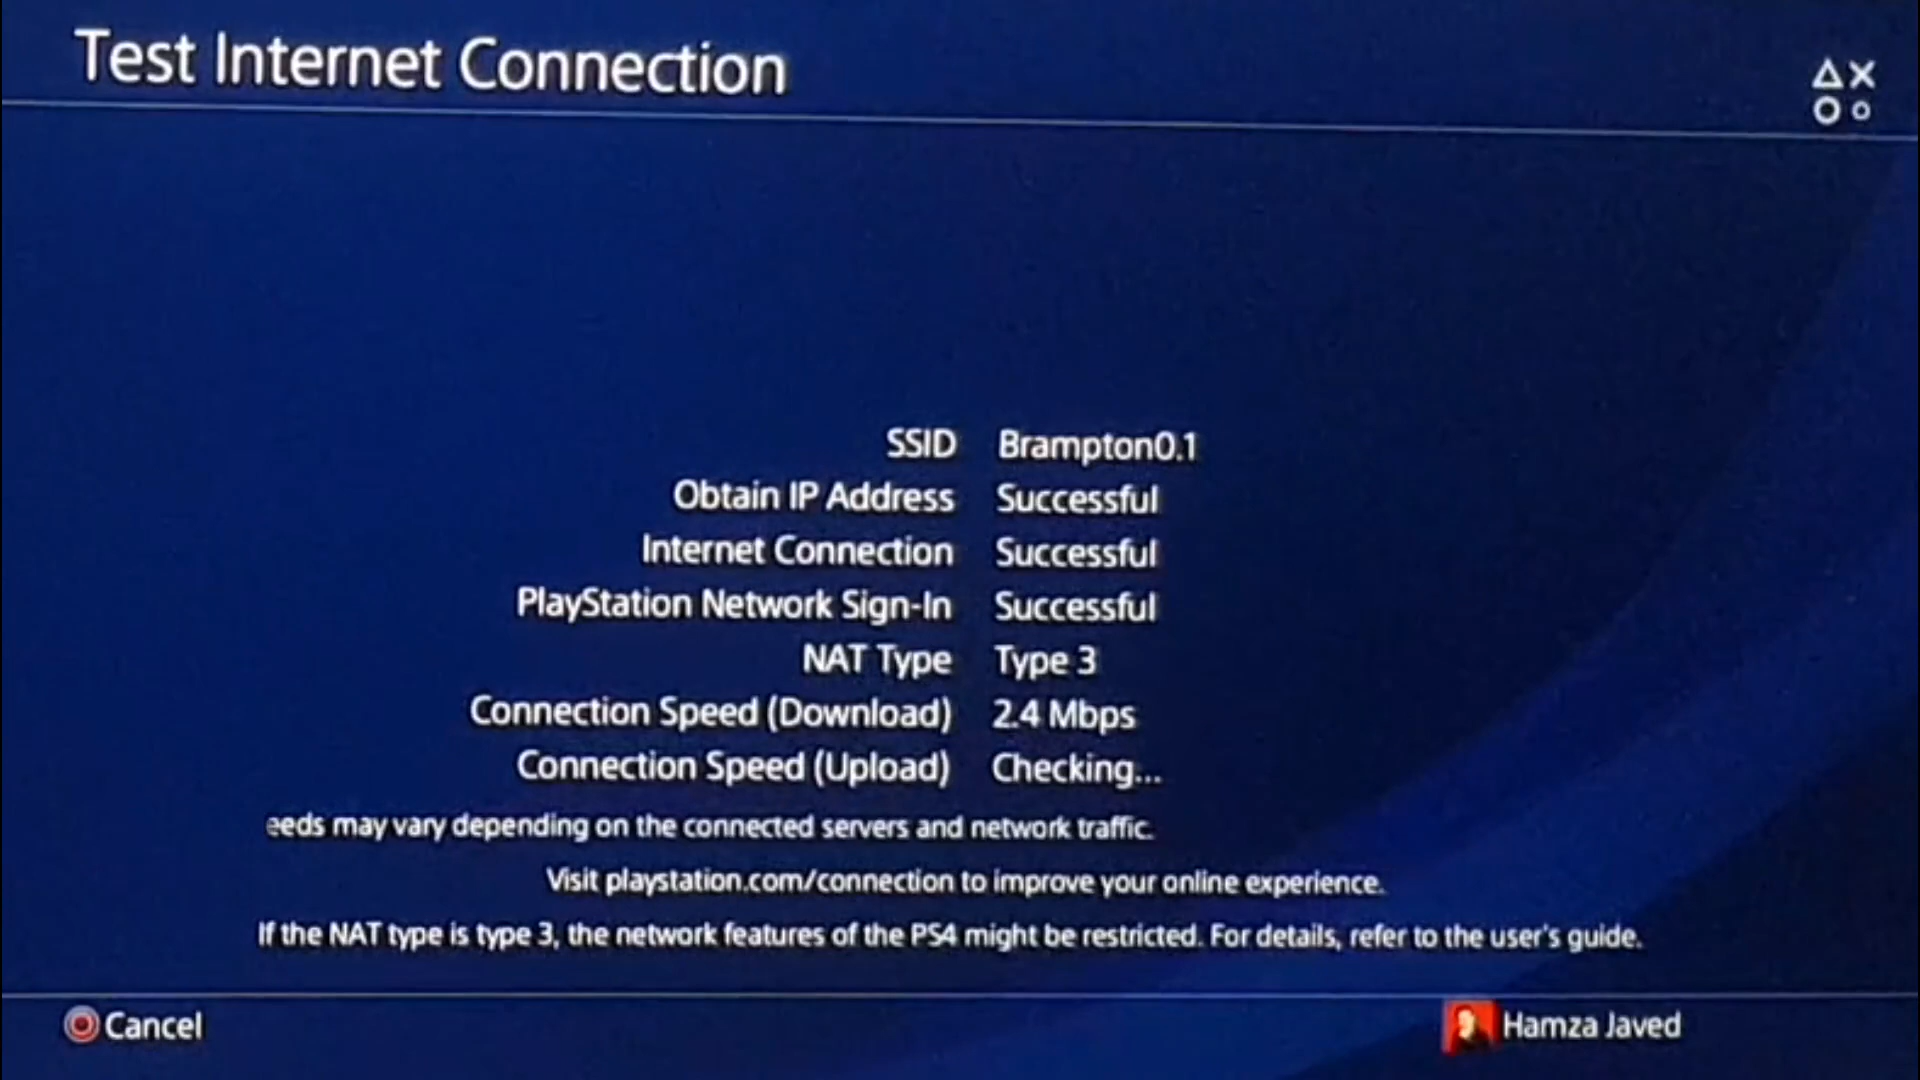 Test Internet Connection
SSID Brampton0.1
Obtain IP Address Successful
Internet Connection Successful
PlayStation Network Sign-In Successful
NAT Type Type 3
Connection Speed (Download) 2.4 Mbps
Connection Speed (Upload) Checking...
eeds may vary depending on the connected servers and network traffic.
Visit playstation.com/connection to improve your online experience.
If the NAT type is type 3, the network features of the PS4 might be restricted. For details, refer to the user's guide.
Cancel
Hamza Javed